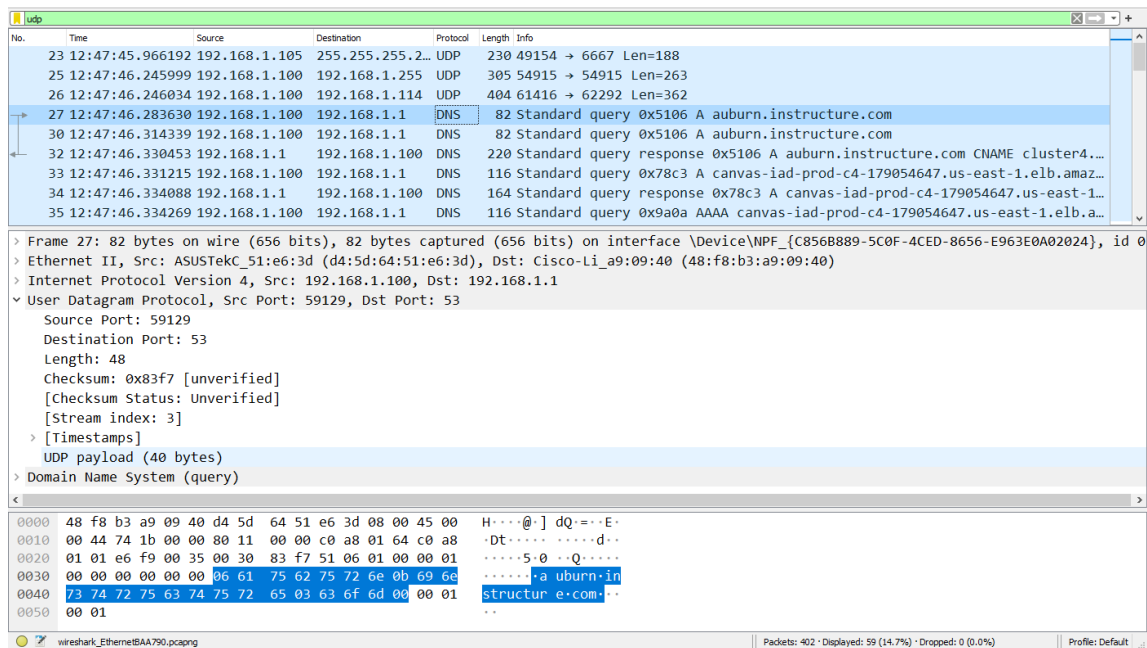 udp
No. Time Source Destination Protocol Length Info
23 12:47:45.966192 192.168.1.105 255.255.255.2… UDP 230 49154 → 6667 Len=188
25 12:47:46.245999 192.168.1.100 192.168.1.255 UDP 305 54915 → 54915 Len=263
26 12:47:46.246034 192.168.1.100 192.168.1.114 UDP 404 61416 → 62292 Len=362
27 12:47:46.283630 192.168.1.100 192.168.1.1 DNS 82 Standard query 0x5106 A auburn.instructure.com
30 12:47:46.314339 192.168.1.100 192.168.1.1 DNS 82 Standard query 0x5106 A auburn.instructure.com
32 12:47:46.330453 192.168.1.1 192.168.1.100 DNS 220 Standard query response 0x5106 A auburn.instructure.com CNAME cluster4.…
33 12:47:46.331215 192.168.1.100 192.168.1.1 DNS 116 Standard query 0x78c3 A canvas-iad-prod-c4-179054647.us-east-1.elb.amaz…
34 12:47:46.334088 192.168.1.1 192.168.1.100 DNS 164 Standard query response 0x78c3 A canvas-iad-prod-c4-179054647.us-east-1…
35 12:47:46.334269 192.168.1.100 192.168.1.1 DNS 116 Standard query 0x9a0a AAAA canvas-iad-prod-c4-179054647.us-east-1.elb.a…
> Frame 27: 82 bytes on wire (656 bits), 82 bytes captured (656 bits) on interface \Device\NPF_{C856B889-5C0F-4CED-8656-E963E0A02024}, id 0
> Ethernet II, Src: ASUSTekC_51:e6:3d (d4:5d:64:51:e6:3d), Dst: Cisco-Li_a9:09:40 (48:f8:b3:a9:09:40)
> Internet Protocol Version 4, Src: 192.168.1.100, Dst: 192.168.1.1
User Datagram Protocol, Src Port: 59129, Dst Port: 53
Source Port: 59129
Destination Port: 53
Length: 48
Checksum: 0x83f7 [unverified]
[Checksum Status: Unverified]
[Stream index: 3]
> [Timestamps]
UDP payload (40 bytes)
> Domain Name System (query)
0000 48 f8 b3 a9 09 40 d4 5d 64 51 e6 3d 08 00 45 00 H····@·] dQ·=··E·
0010 00 44 74 1b 00 00 80 11 00 00 c0 a8 01 64 c0 a8 ·Dt····· ·····d··
0020 01 01 e6 f9 00 35 00 30 83 f7 51 06 01 00 00 01 ·····5·0 ··Q·····
0030 00 00 00 00 00 00 06 61 75 62 75 72 6e 0b 69 6e ·······a uburn·in
0040 73 74 72 75 63 74 75 72 65 03 63 6f 6d 00 00 01 structur e·com···
0050 00 01 ··
wireshark_EthernetBAA790.pcapng Packets: 402 · Displayed: 59 (14.7%) · Dropped: 0 (0.0%) Profile: Default